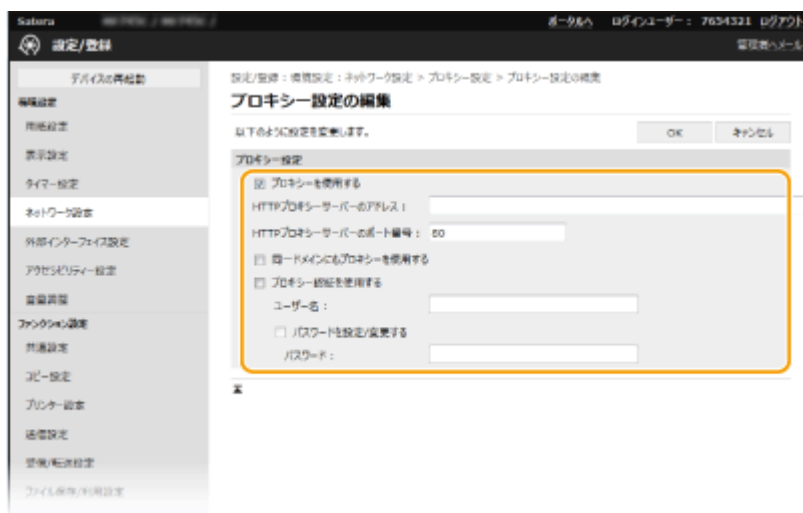 Satera
ポータルへ ログインユーザー： 7654321 ログアウト
設定/登録
管理者へメール
デバイスの再起動
環境設定
用紙設定
表示設定
タイマー設定
ネットワーク設定
外部インターフェイス設定
アクセシビリティー設定
音量調整
ファンクション設定
共通設定
コピー設定
プリンター設定
送信設定
受信/転送設定
ファイル保存/利用設定
設定/登録 : 環境設定 : ネットワーク設定 > プロキシー設定 > プロキシー設定の編集
プロキシー設定の編集
以下のように設定を変更します。
OK キャンセル
プロキシー設定
プロキシーを使用する
HTTPプロキシーサーバーのアドレス :
HTTPプロキシーサーバーのポート番号 : 80
同一ドメインにもプロキシーを使用する
プロキシー認証を使用する
ユーザー名 :
パスワードを設定/変更する
パスワード :